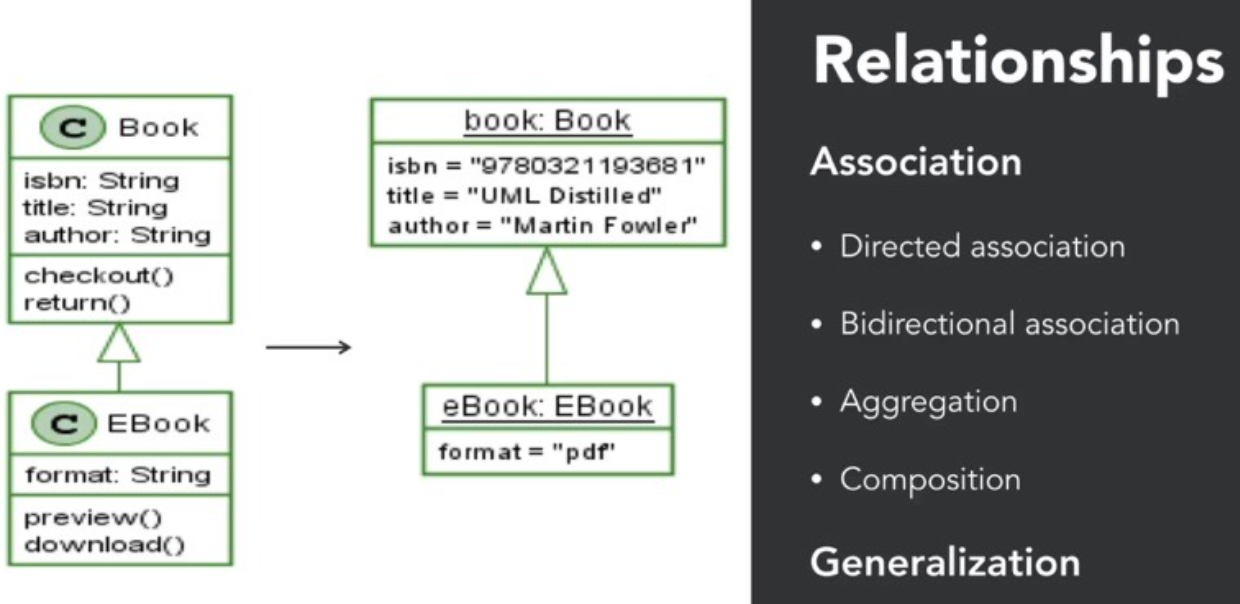 C Book
isbn: String
title: String
author: String
checkout()
return()
C EBook
format: String
preview()
download()
book: Book
isbn = "9780321193681"
title = "UML Distilled"
author = "Martin Fowler"
eBook: EBook
format = "pdf"
Relationships
Association
• Directed association
• Bidirectional association
• Aggregation
• Composition
Generalization